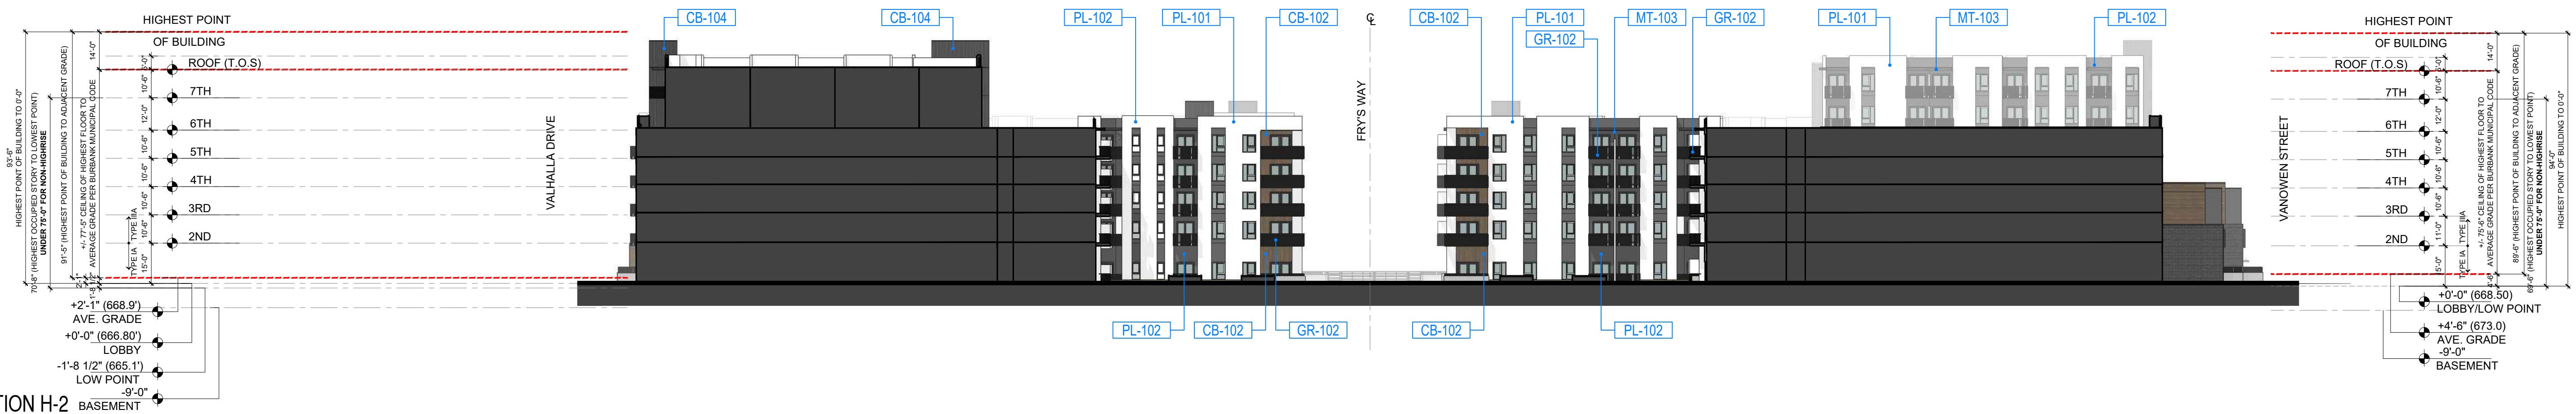 HIGHEST POINT
OF BUILDING
ROOF (T.O.S)
7TH
6TH
5TH
4TH
3RD
2ND
14'-0"
5'-0"
10'-6"
12'-0"
10'-6"
10'-6"
10'-6"
10'-6"
15'-0"
TYPE IIIA
TYPE IA
93'-6"
HIGHEST POINT OF BUILDING TO 0'-0"
70'-8" (HIGHEST OCCUPIED STORY TO LOWEST POINT)
UNDER 75'-0" FOR NON-HIGHRISE
91'-5" (HIGHEST POINT OF BUILDING TO ADJACENT GRADE)
+/- 77'-5" CEILING OF HIGHEST FLOOR TO
AVERAGE GRADE PER BURBANK MUNICIPAL CODE
2'-1"
1'-8 1/2"
+2'-1" (668.9')
AVE. GRADE
+0'-0" (666.80')
LOBBY
-1'-8 1/2" (665.1')
LOW POINT
-9'-0"
BASEMENT
TION H-2
VALHALLA DRIVE
CB-104
CB-104
PL-102
PL-101
CB-102
CL
CB-102
PL-101
GR-102
MT-103
GR-102
PL-101
MT-103
PL-102
FRY'S WAY
PL-102
CB-102
GR-102
CB-102
PL-102
VANOWEN STREET
HIGHEST POINT
OF BUILDING
ROOF (T.O.S)
7TH
6TH
5TH
4TH
3RD
2ND
14'-0"
5'-0"
10'-6"
12'-0"
10'-6"
10'-6"
10'-6"
11'-0"
15'-0"
4'-6"
TYPE IIIA
TYPE IA
+/- 75'-6" CEILING OF HIGHEST FLOOR TO
AVERAGE GRADE PER BURBANK MUNICIPAL CODE
89'-6" (HIGHEST POINT OF BUILDING TO ADJACENT GRADE)
69'-6" (HIGHEST OCCUPIED STORY TO LOWEST POINT)
UNDER 75'-0" FOR NON-HIGHRISE
94'-0"
HIGHEST POINT OF BUILDING TO 0'-0"
+0'-0" (668.50)
LOBBY/LOW POINT
+4'-6" (673.0)
AVE. GRADE
-9'-0"
BASEMENT